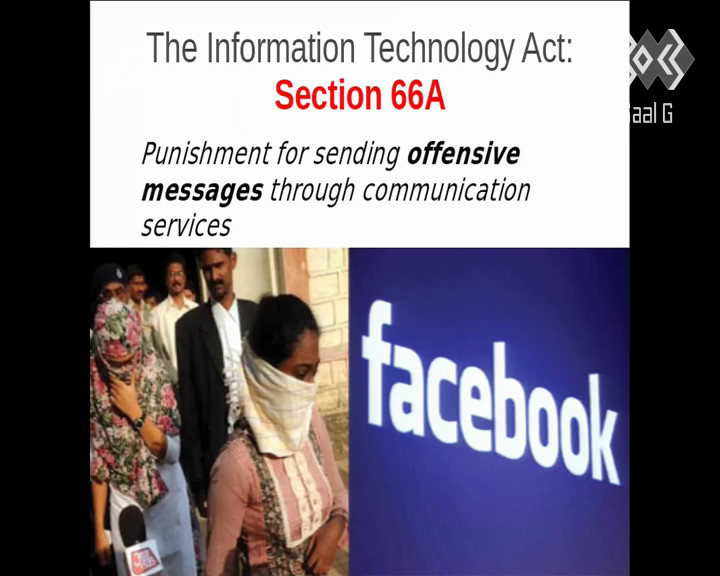 The Information Technology Act:
Section 66A
Punishment for sending offensive
messages through communication
services
aal G
facebook